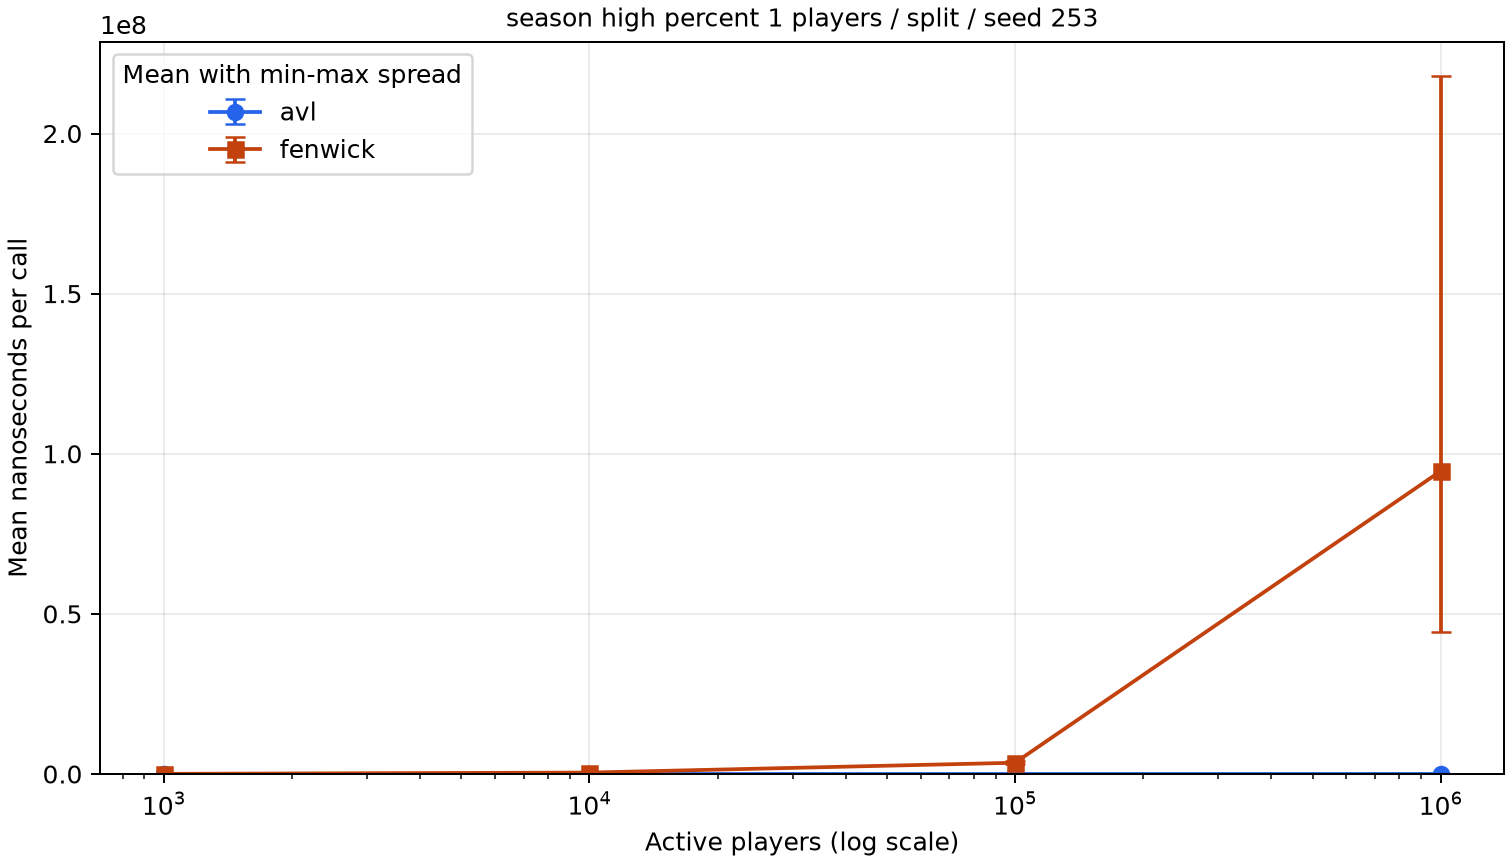 season high percent 1 players / split / seed 253
1e8
Mean with min-max spread
avl
fenwick
Mean nanoseconds per call
2.0
1.5
1.0
0.5
0.0
10³
10⁴
10⁵
10⁶
Active players (log scale)